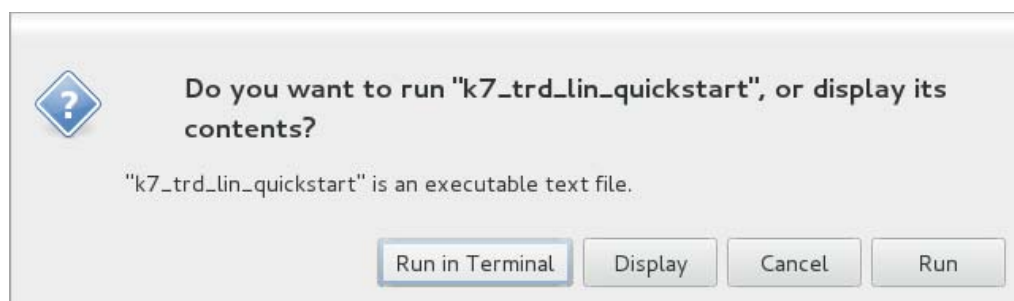 ?
Do you want to run "k7_trd_lin_quickstart", or display its
contents?
"k7_trd_lin_quickstart" is an executable text file.
Run in Terminal
Display
Cancel
Run